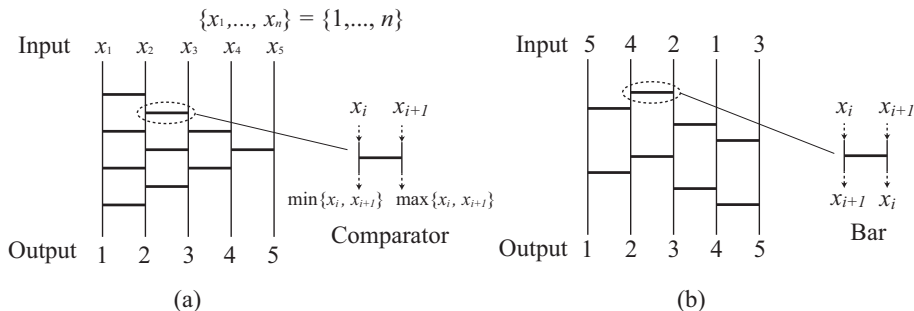 {x₁,..., xₙ} = {1,..., n}
Input x₁ x₂ x₃ x₄ x₅
xᵢ xᵢ₊₁
min{xᵢ, xᵢ₊₁} max{xᵢ, xᵢ₊₁}
Comparator
Output 1 2 3 4 5
(a)
Input 5 4 2 1 3
xᵢ xᵢ₊₁
xᵢ₊₁ xᵢ
Bar
Output 1 2 3 4 5
(b)